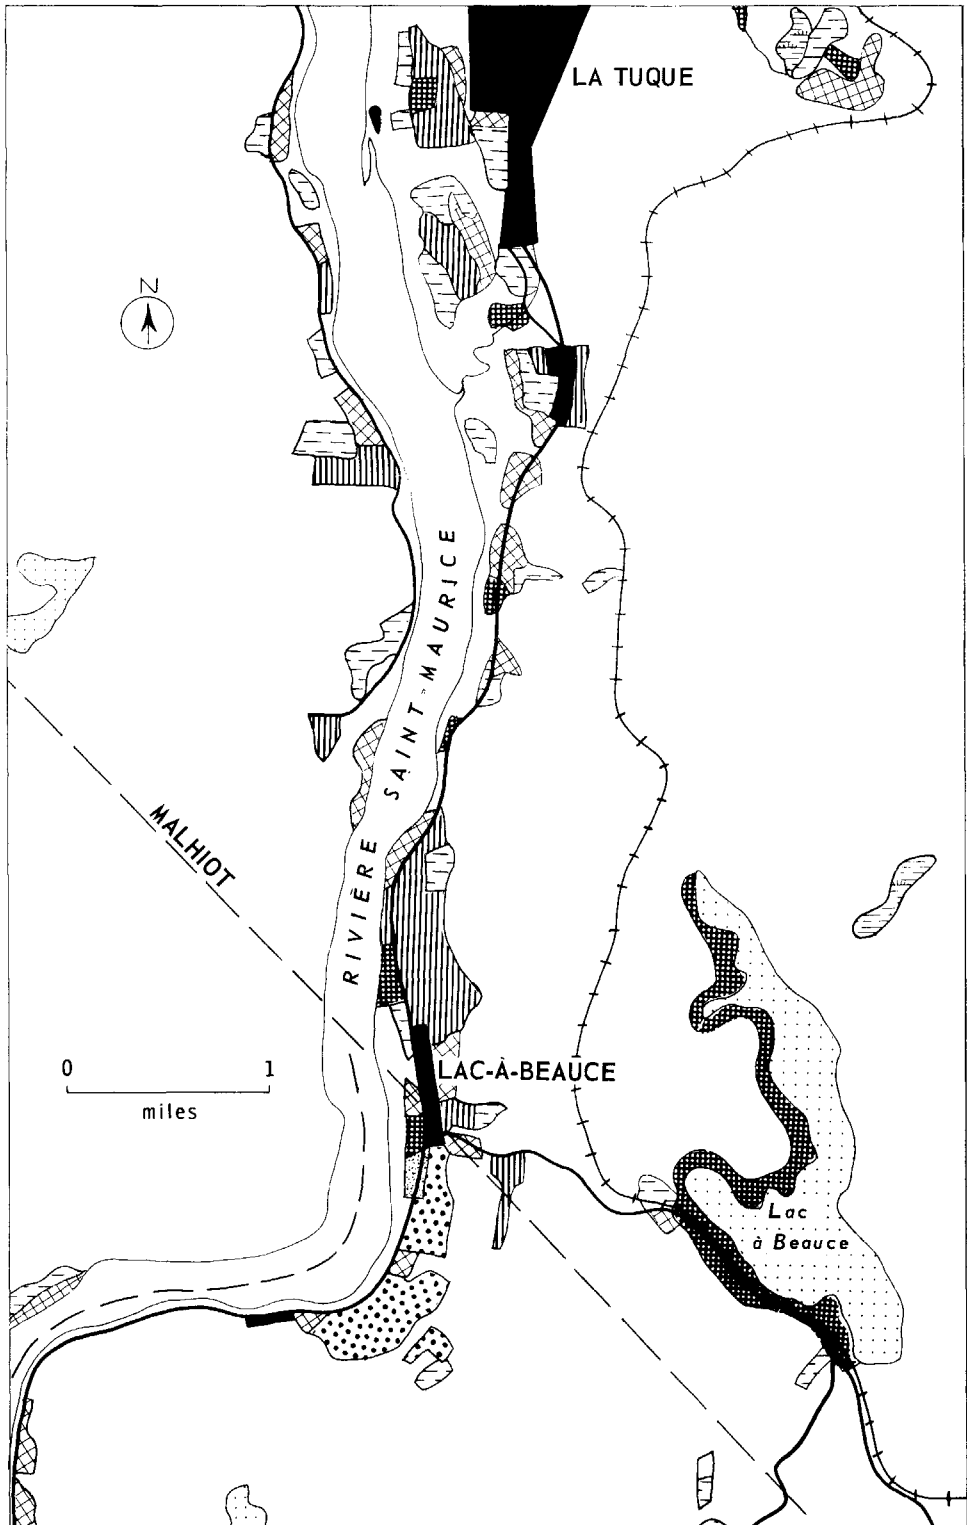 LA TUQUE
N
RIVIÈRE SAINT-MAURICE
MALHIOT
0 1
miles
LAC-À-BEAUCE
Lac
à Beauce